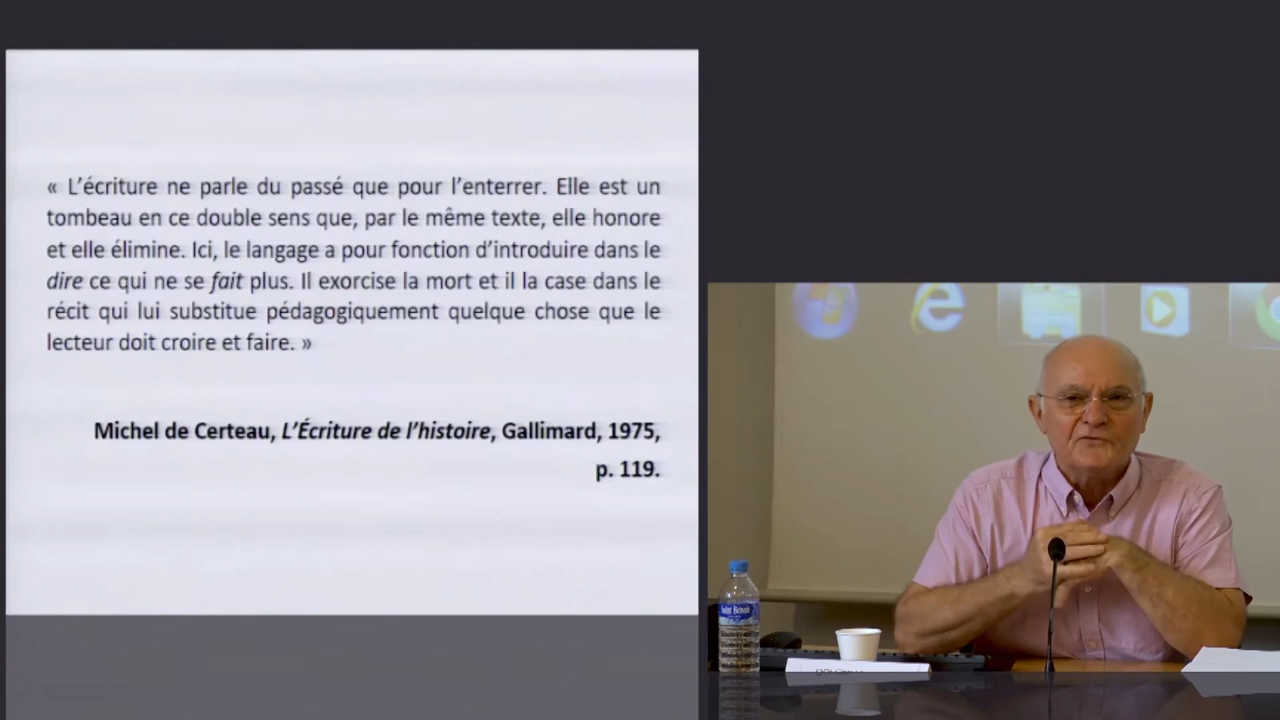 « L’écriture ne parle du passé que pour l’enterrer. Elle est un
tombeau en ce double sens que, par le même texte, elle honore
et elle élimine. Ici, le langage a pour fonction d’introduire dans le
dire ce qui ne se fait plus. Il exorcise la mort et il la case dans le
récit qui lui substitue pédagogiquement quelque chose que le
lecteur doit croire et faire. »
Michel de Certeau, L’Écriture de l’histoire, Gallimard, 1975,
p. 119.
Saint Benoît